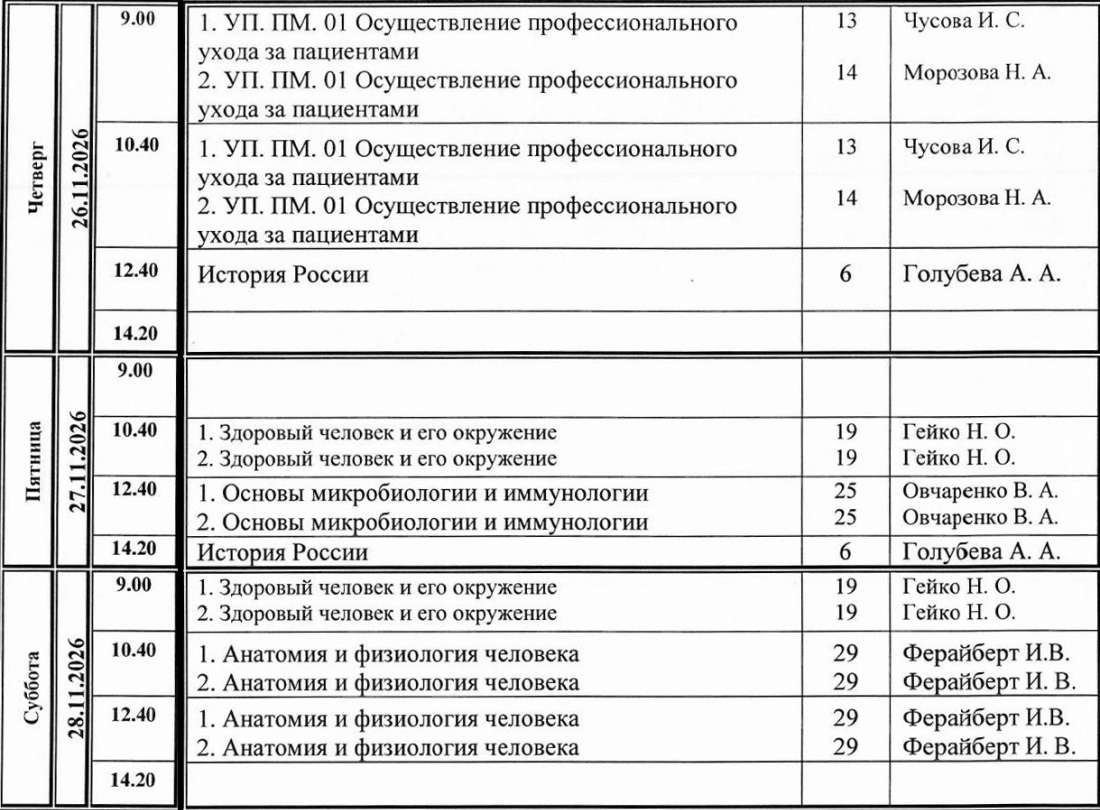 Четверг
26.11.2026
9.00
1. УП. ПМ. 01 Осуществление профессионального
ухода за пациентами
13
Чусова И. С.
2. УП. ПМ. 01 Осуществление профессионального
ухода за пациентами
14
Морозова Н. А.
10.40
1. УП. ПМ. 01 Осуществление профессионального
ухода за пациентами
13
Чусова И. С.
2. УП. ПМ. 01 Осуществление профессионального
ухода за пациентами
14
Морозова Н. А.
12.40
История России
6
Голубева А. А.
14.20
Пятница
27.11.2026
9.00
10.40
1. Здоровый человек и его окружение
19
Гейко Н. О.
2. Здоровый человек и его окружение
19
Гейко Н. О.
12.40
1. Основы микробиологии и иммунологии
25
Овчаренко В. А.
2. Основы микробиологии и иммунологии
25
Овчаренко В. А.
14.20
История России
6
Голубева А. А.
Суббота
28.11.2026
9.00
1. Здоровый человек и его окружение
19
Гейко Н. О.
2. Здоровый человек и его окружение
19
Гейко Н. О.
10.40
1. Анатомия и физиология человека
29
Ферайберт И.В.
2. Анатомия и физиология человека
29
Ферайберт И. В.
12.40
1. Анатомия и физиология человека
29
Ферайберт И.В.
2. Анатомия и физиология человека
29
Ферайберт И. В.
14.20